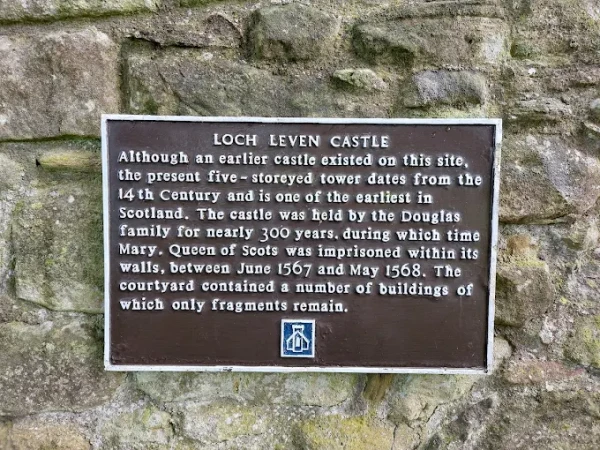 LOCH LEVEN CASTLE
Although an earlier castle existed on this site,
the present five-storeyed tower dates from the
14th Century and is one of the earliest in
Scotland. The castle was held by the Douglas
family for nearly 300 years, during which time
Mary, Queen of Scots was imprisoned within its
walls, between June 1567 and May 1568. The
courtyard contained a number of buildings of
which only fragments remain.